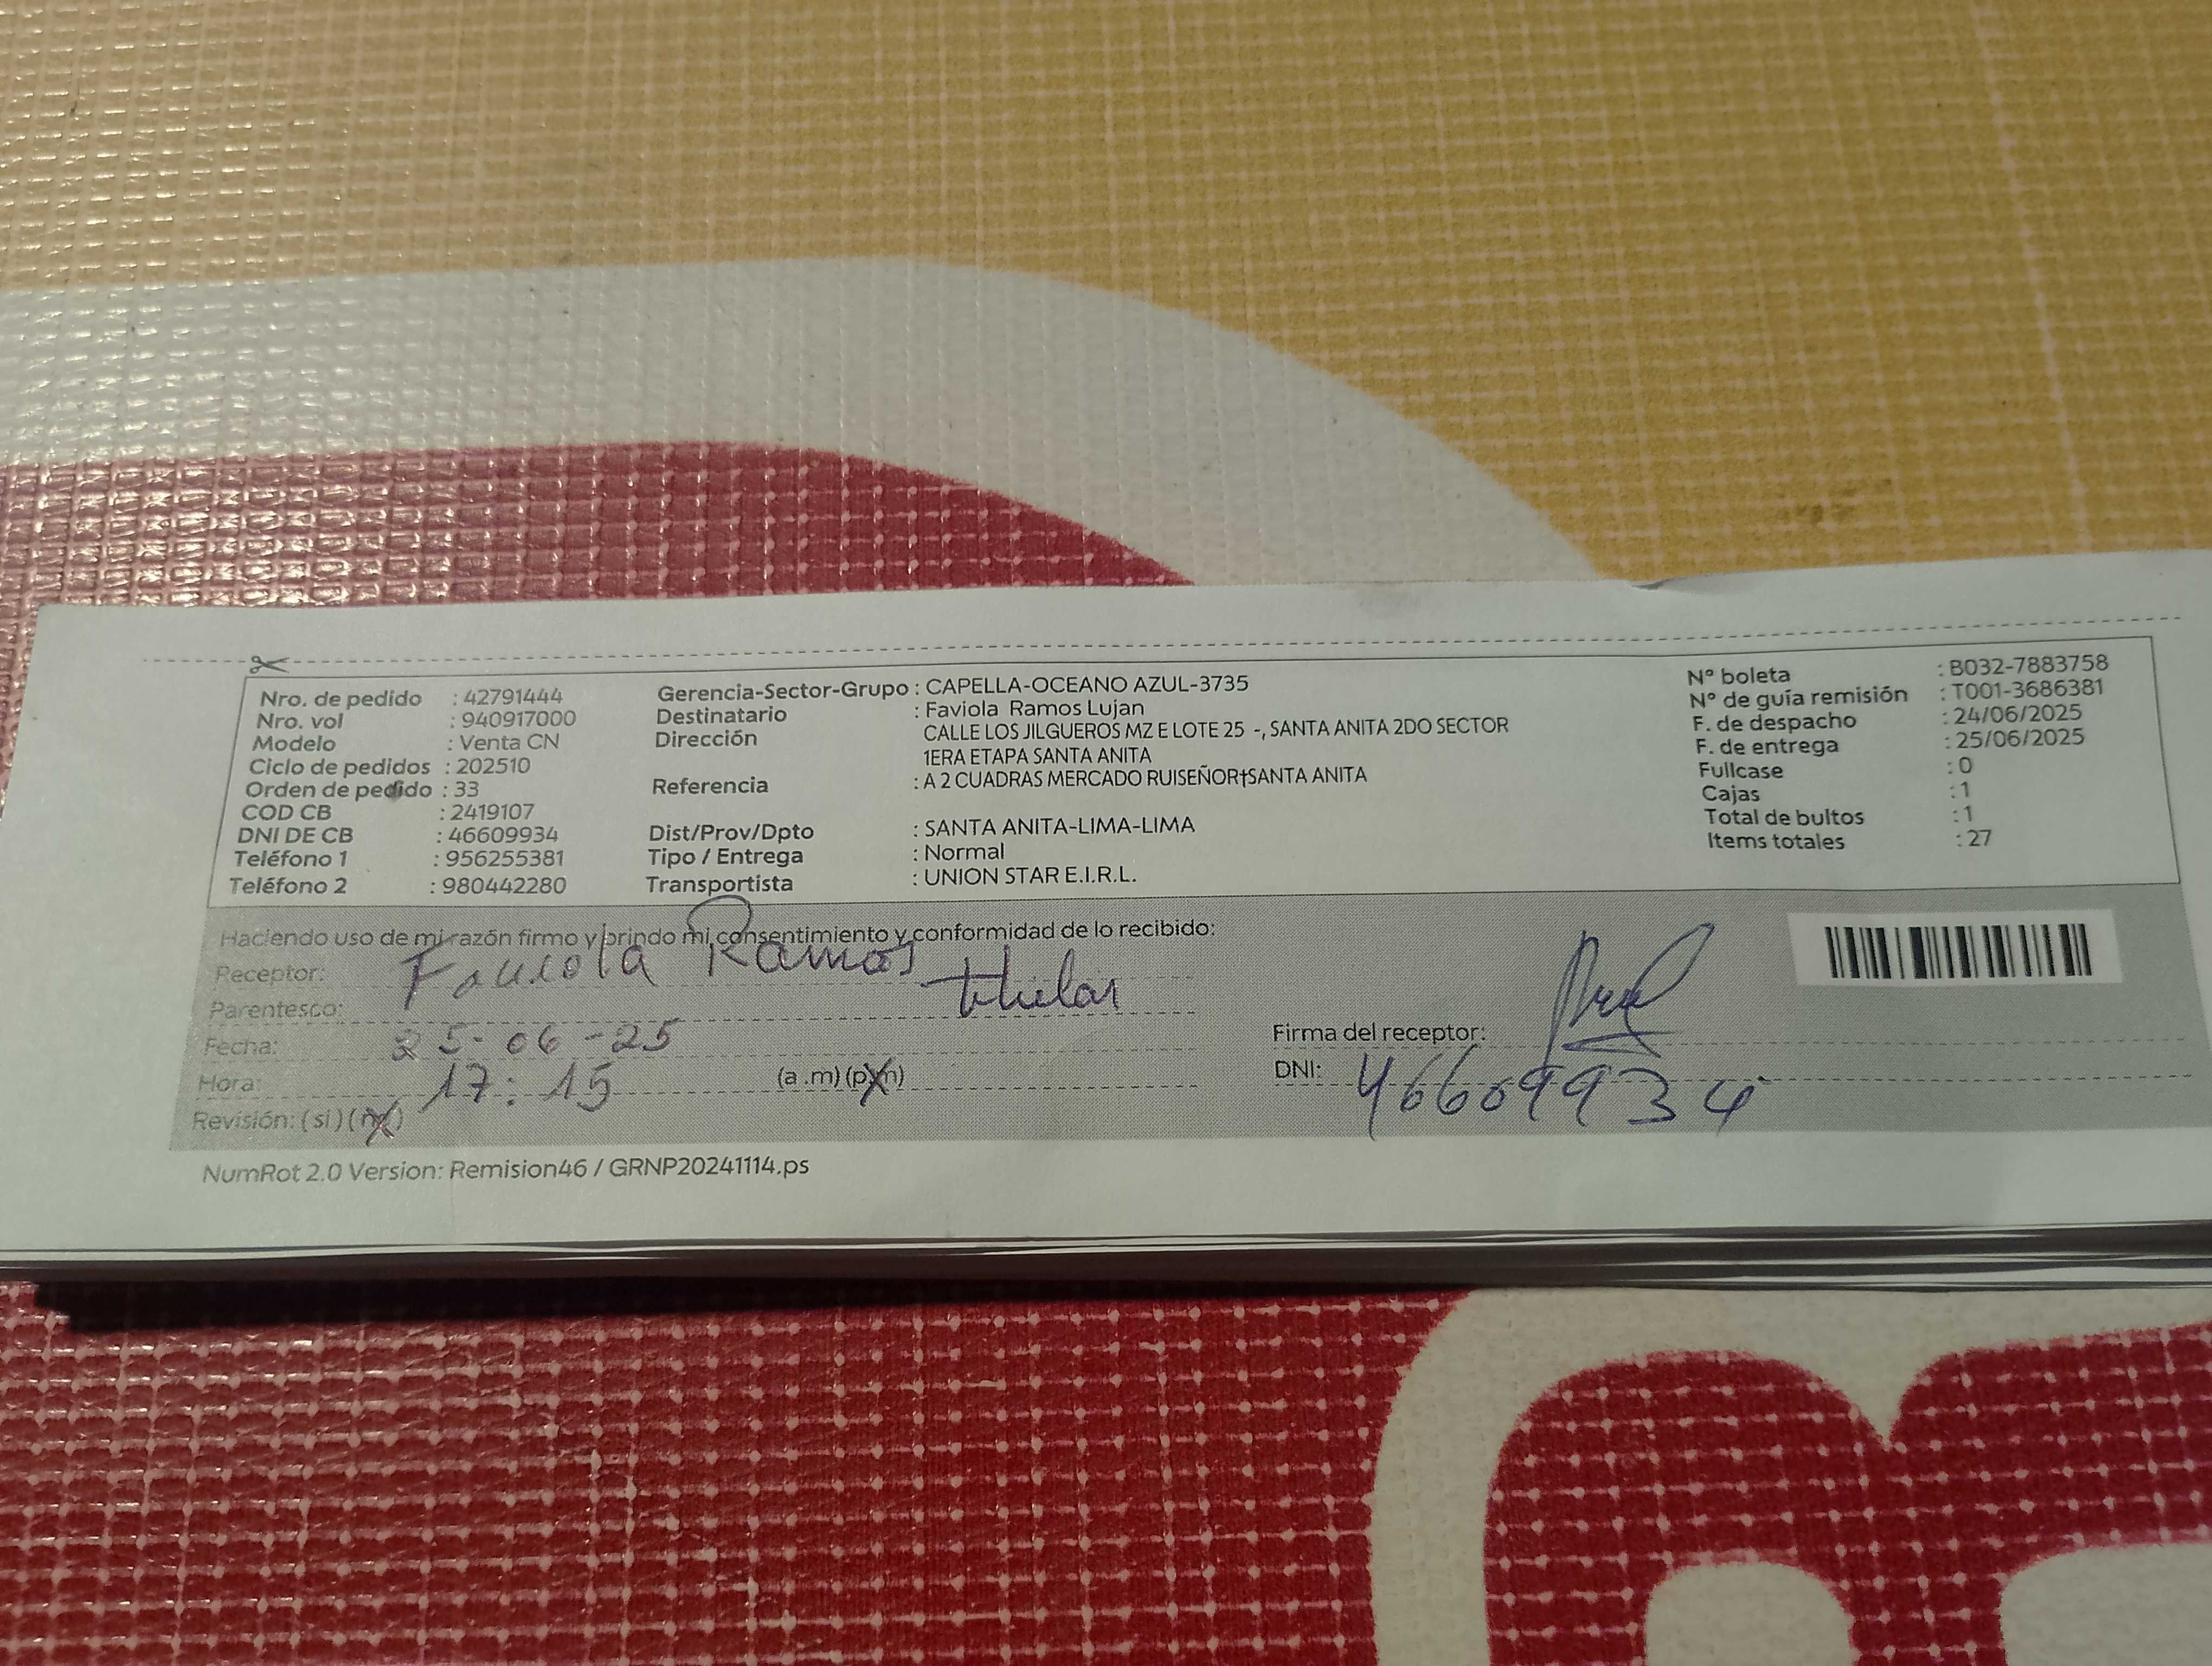 Nro. de pedido : 42791444
Nro. vol : 940917000
Modelo : Venta CN
Ciclo de pedidos : 202510
Orden de pedido : 33
COD CB : 2419107
DNI DE CB : 46609934
Teléfono 1 : 956255381
Teléfono 2 : 980442280
Gerencia-Sector-Grupo : CAPELLA-OCEANO AZUL-3735
Destinatario : Faviola Ramos Lujan
Dirección : CALLE LOS JILGUEROS MZ E LOTE 25 -, SANTA ANITA 2DO SECTOR
1ERA ETAPA SANTA ANITA
Referencia : A 2 CUADRAS MERCADO RUISEÑOR†SANTA ANITA
Dist/Prov/Dpto : SANTA ANITA-LIMA-LIMA
Tipo / Entrega : Normal
Transportista : UNION STAR E.I.R.L.
N° boleta : B032-7883758
N° de guía remisión : T001-3686381
F. de despacho : 24/06/2025
F. de entrega : 25/06/2025
Fullcase : 0
Cajas : 1
Total de bultos : 1
Items totales : 27
Haciendo uso de mi razón firmo y brindo mi consentimiento y conformidad de lo recibido:
Receptor: Faviola Ramos
Parentesco: titular
Fecha: 25-06-25
Hora: 17:15 (a.m) (p.m)
Revisión: (si) (no)
Firma del receptor:
DNI: 46609934
NumRot 2.0 Version: Remision46 / GRNP20241114.ps